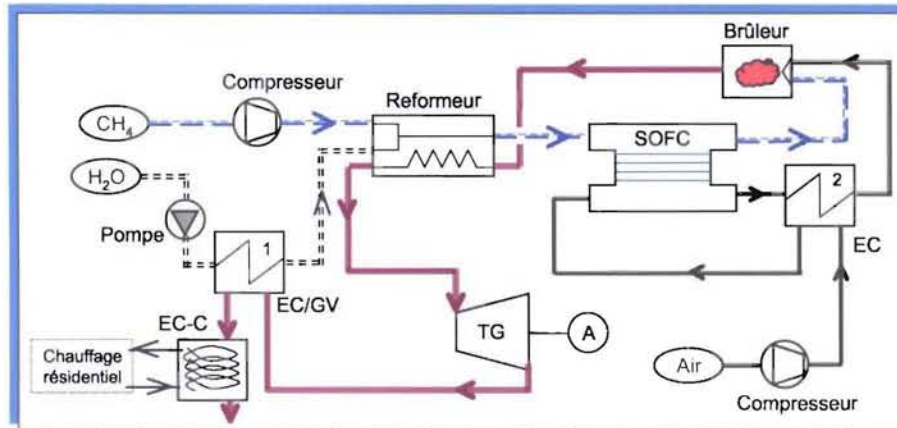 Brûleur
Compresseur
Reformeur
CH4
SOFC
H2O
2
Pompe
1
EC
EC/GV
EC-C
TG
A
Chauffage
résidentiel
Air
Compresseur